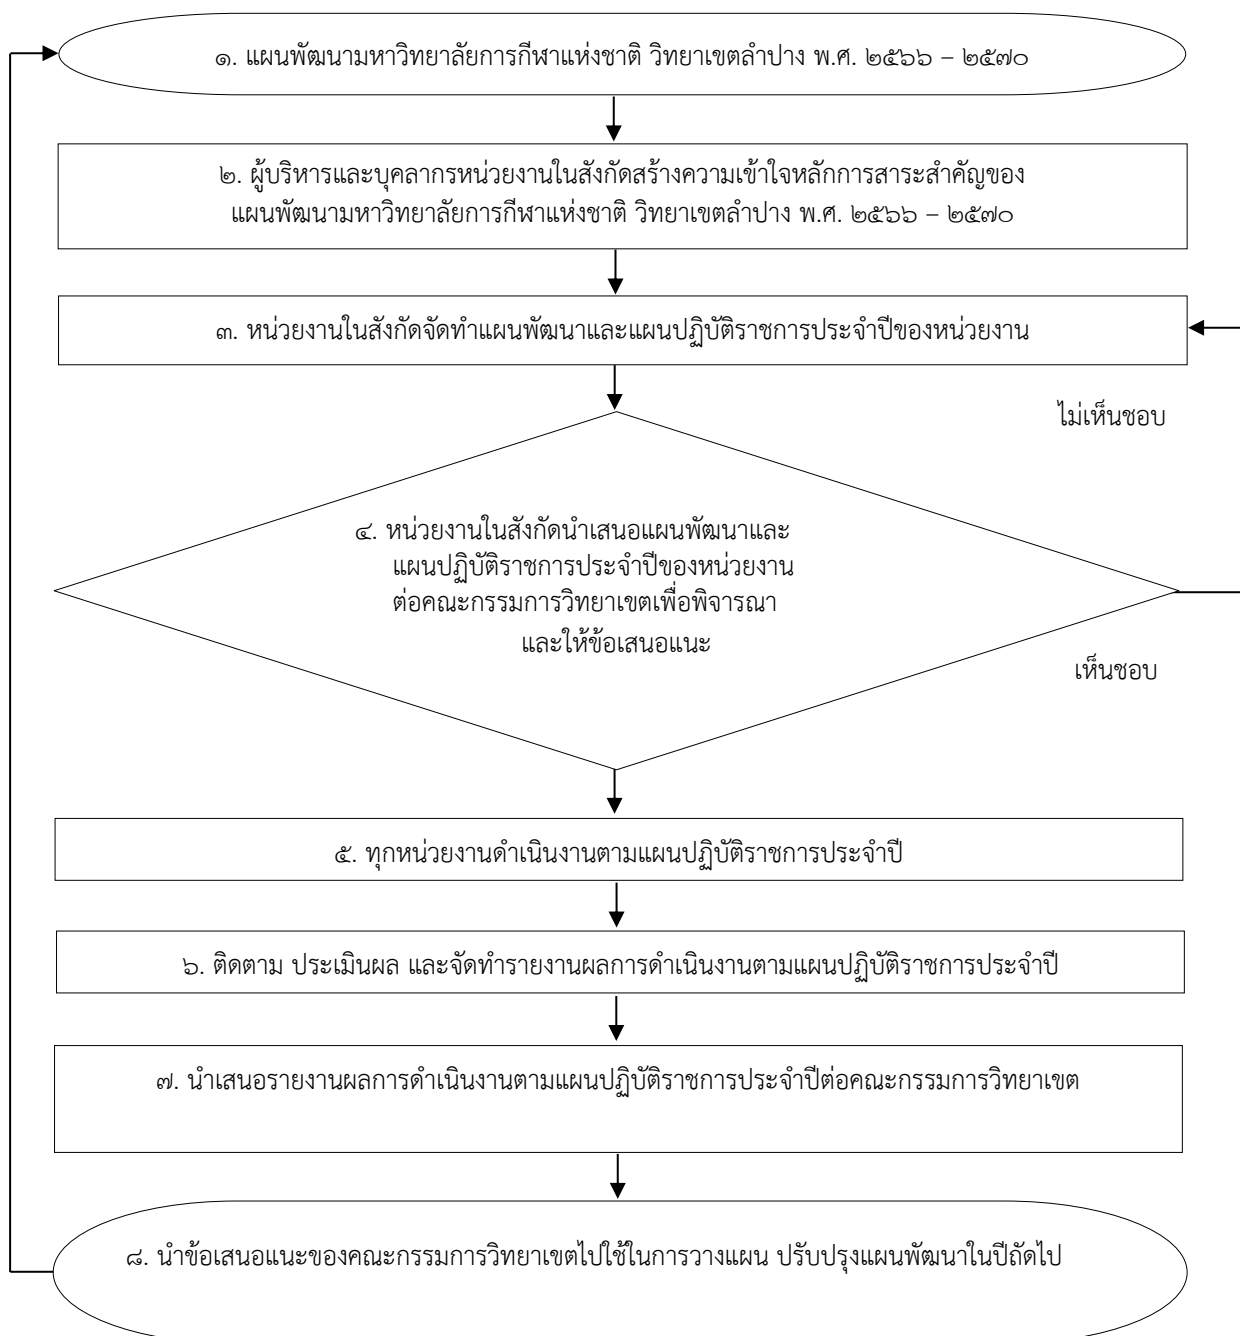 ๑. แผนพัฒนามหาวิทยาลัยการกีฬาแห่งชาติ วิทยาเขตลำปาง พ.ศ. ๒๕๖๖ – ๒๕๗๐
๒. ผู้บริหารและบุคลากรหน่วยงานในสังกัดสร้างความเข้าใจหลักการสาระสำคัญของ
แผนพัฒนามหาวิทยาลัยการกีฬาแห่งชาติ วิทยาเขตลำปาง พ.ศ. ๒๕๖๖ – ๒๕๗๐
๓. หน่วยงานในสังกัดจัดทำแผนพัฒนาและแผนปฏิบัติราชการประจำปีของหน่วยงาน
ไม่เห็นชอบ
๔. หน่วยงานในสังกัดนำเสนอแผนพัฒนาและ
แผนปฏิบัติราชการประจำปีของหน่วยงาน
ต่อคณะกรรมการวิทยาเขตเพื่อพิจารณา
และให้ข้อเสนอแนะ
เห็นชอบ
๕. ทุกหน่วยงานดำเนินงานตามแผนปฏิบัติราชการประจำปี
๖. ติดตาม ประเมินผล และจัดทำรายงานผลการดำเนินงานตามแผนปฏิบัติราชการประจำปี
๗. นำเสนอรายงานผลการดำเนินงานตามแผนปฏิบัติราชการประจำปีต่อคณะกรรมการวิทยาเขต
๘. นำข้อเสนอแนะของคณะกรรมการวิทยาเขตไปใช้ในการวางแผน ปรับปรุงแผนพัฒนาในปีถัดไป